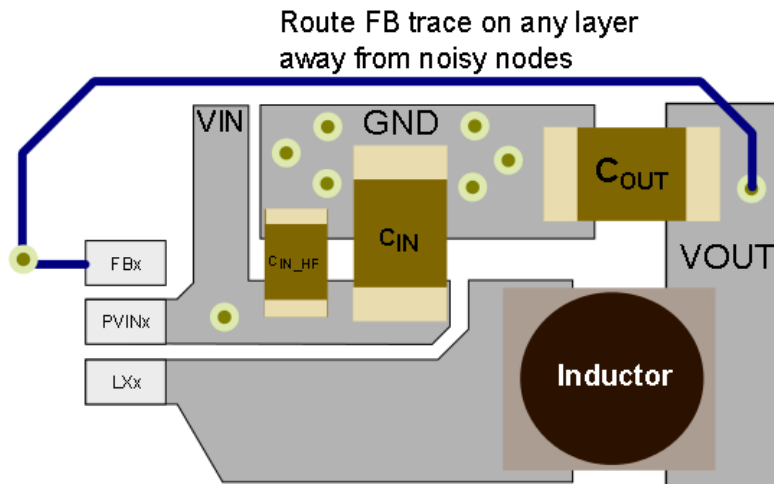 Route FB trace on any layer
away from noisy nodes
VIN
GND
COUT
CIN
CIN_HF
FBx
VOUT
PVINx
LXx
Inductor